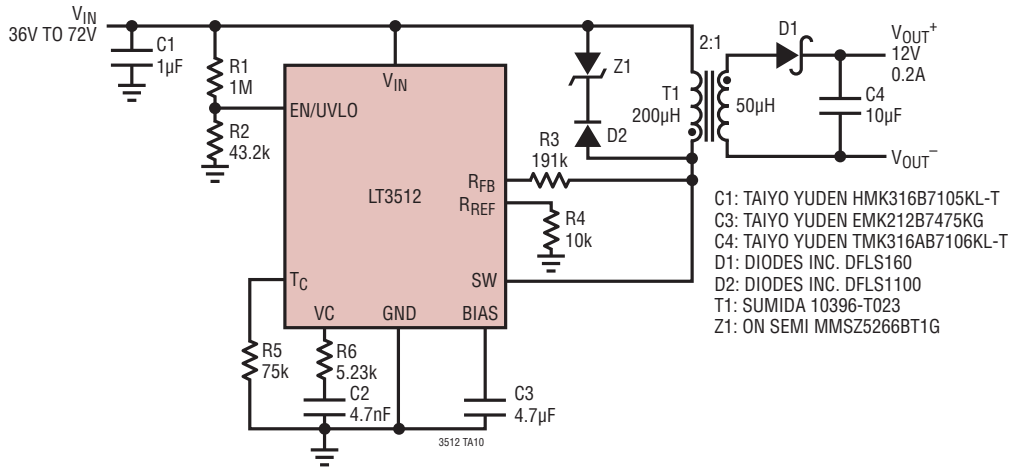 VIN
36V TO 72V
C1
1µF
R1
1M
R2
43.2k
VIN
EN/UVLO
LT3512
RFB
RREF
SW
TC
VC
GND
BIAS
Z1
D2
R3
191k
R4
10k
2:1
T1
200µH
50µH
D1
VOUT+
12V
0.2A
C4
10µF
VOUT–
R5
75k
R6
5.23k
C2
4.7nF
C3
4.7µF
3512 TA10
C1: TAIYO YUDEN HMK316B7105KL-T
C3: TAIYO YUDEN EMK212B7475KG
C4: TAIYO YUDEN TMK316AB7106KL-T
D1: DIODES INC. DFLS160
D2: DIODES INC. DFLS1100
T1: SUMIDA 10396-T023
Z1: ON SEMI MMSZ5266BT1G